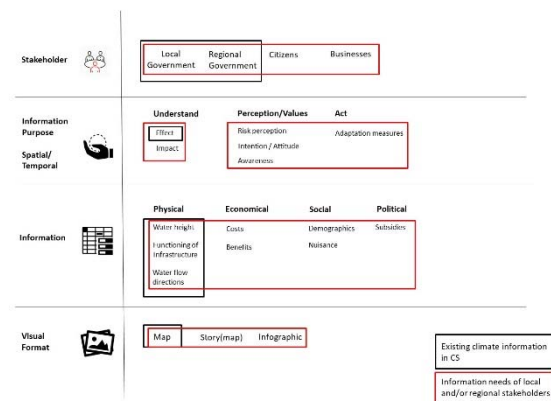 Stakeholder
Local Government
Regional Government
Citizens
Businesses
Information Purpose
Spatial/ Temporal
Understand
Effect
Impact
Perception/Values
Risk perception
Intention / Attitude
Awareness
Act
Adaptation measures
Information
Physical
Water height
Functioning of Infrastructure
Water flow directions
Economical
Costs
Benefits
Social
Demographics
Nuisance
Political
Subsidies
Visual Format
Map
Story(map)
Infographic
Existing climate information in CS
Information needs of local and/or regional stakeholders